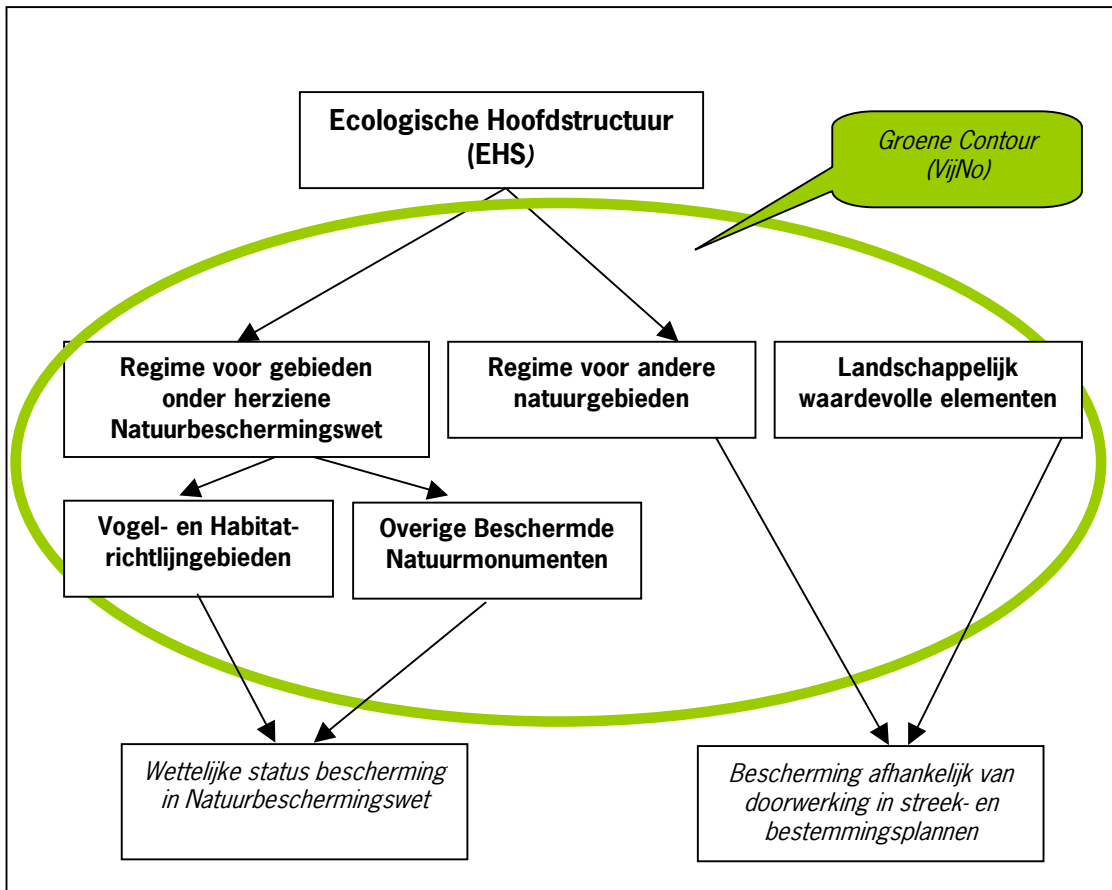 Ecologische Hoofdstructuur
(EHS)
Groene Contour
(VijNo)
Regime voor gebieden
onder herziene
Natuurbeschermingswet
Regime voor andere
natuurgebieden
Landschappelijk
waardevolle elementen
Vogel- en Habitat-
richtlijngebieden
Overige Beschermde
Natuurmonumenten
Wettelijke status bescherming
in Natuurbeschermingswet
Bescherming afhankelijk van
doorwerking in streek- en
bestemmingsplannen